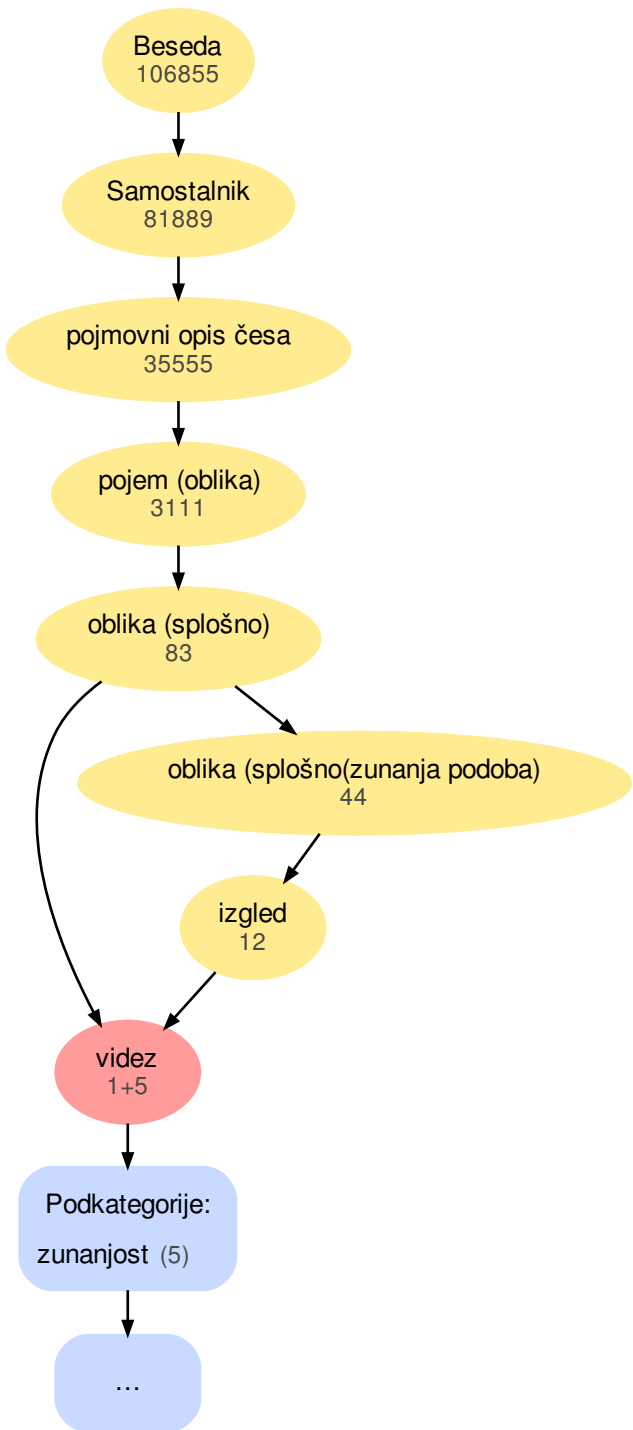 Beseda
106855
Samostalnik
81889
pojmovni opis česa
35555
pojem (oblika)
3111
oblika (splošno)
83
oblika (splošno(zunanja podoba)
44
izgled
12
videz
1+5
Podkategorije:
zunanjost (5)
...